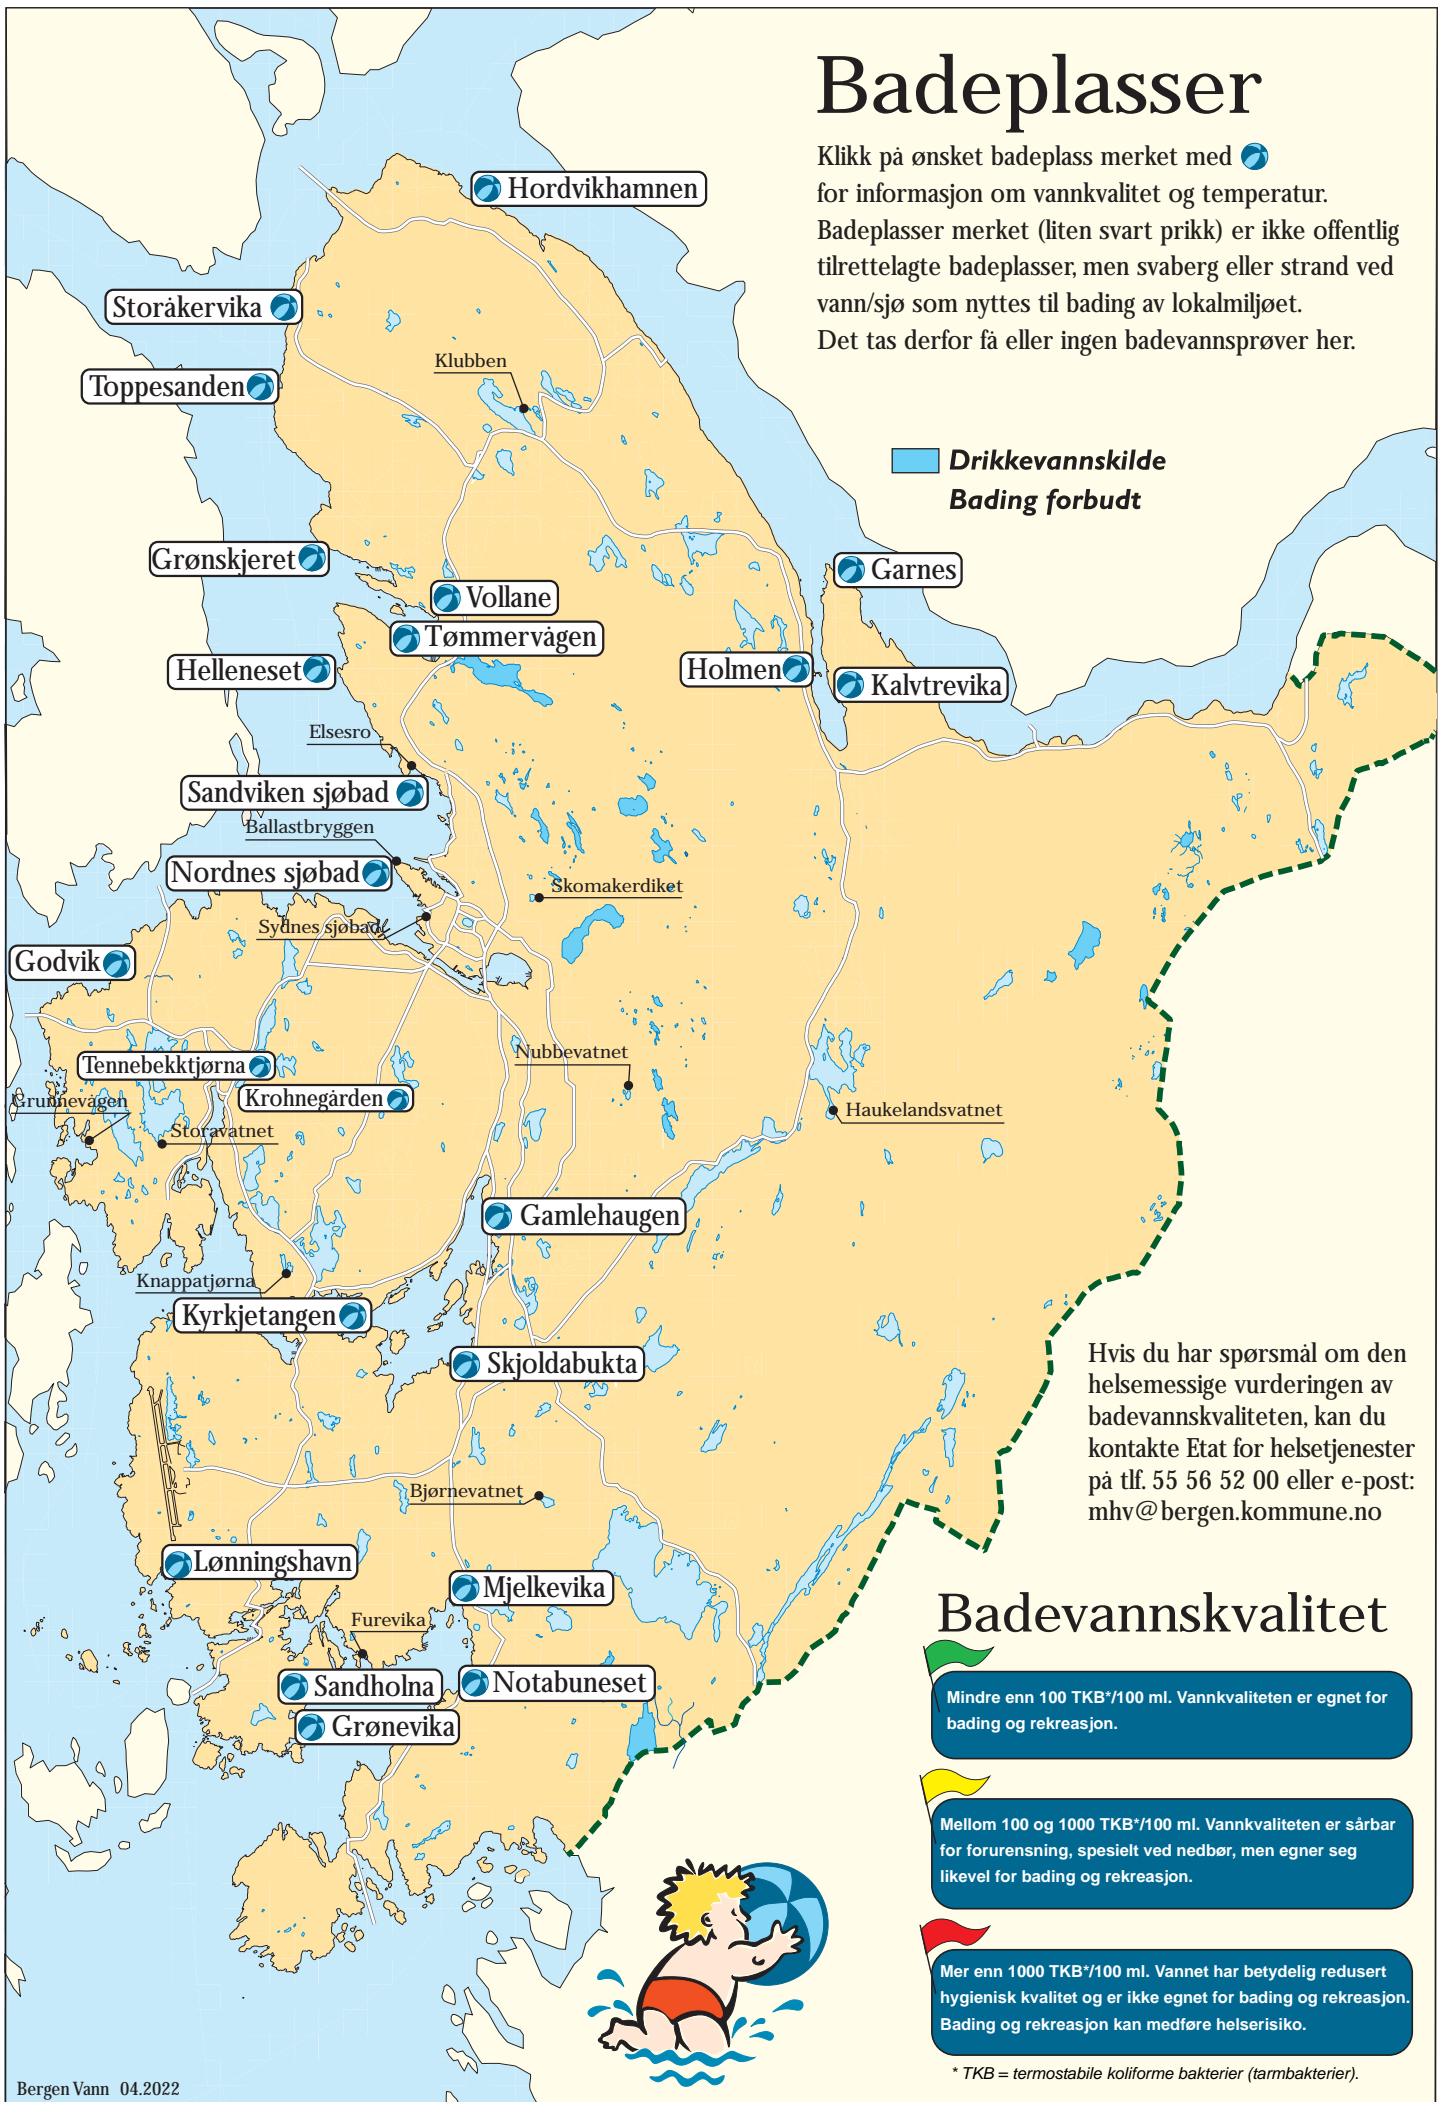 Badeplasser
Klikk på ønsket badeplass merket med
for informasjon om vannkvalitet og temperatur.
Badeplasser merket (liten svart prikk) er ikke offentlig
tilrettelagte badeplasser, men svaberg eller strand ved
vann/sjø som nyttes til bading av lokalmiljøet.
Det tas derfor få eller ingen badevannsprøver her.
Drikkevannskilde
Bading forbudt
Hordvikhamnen
Storåkervika
Klubben
Toppesanden
Grønskjeret
Garnes
Vollane
Tømmervågen
Helleneset
Holmen
Kalvtrevika
Elsesro
Sandviken sjøbad
Ballastbryggen
Nordnes sjøbad
Skomakerdiket
Sydnes sjøbad
Godvik
Nubbevatnet
Tennebekktjørna
Krohnegården
Grunnevågen
Haukelandsvatnet
Storavatnet
Gamlehaugen
Knappatjørna
Kyrkjetangen
Skjoldabukta
Hvis du har spørsmål om den
helsemessige vurderingen av
badevannskvaliteten, kan du
kontakte Etat for helsetjenester
på tlf. 55 56 52 00 eller e-post:
mhv@bergen.kommune.no
Bjørnevatnet
Lønningshavn
Mjelkevika
Furevika
Sandholna
Notabuneset
Grønevika
Badevannskvalitet
Mindre enn 100 TKB*/100 ml. Vannkvaliteten er egnet for
bading og rekreasjon.
Mellom 100 og 1000 TKB*/100 ml. Vannkvaliteten er sårbar
for forurensning, spesielt ved nedbør, men egner seg
likevel for bading og rekreasjon.
Mer enn 1000 TKB*/100 ml. Vannet har betydelig redusert
hygienisk kvalitet og er ikke egnet for bading og rekreasjon.
Bading og rekreasjon kan medføre helserisiko.
* TKB = termostabile koliforme bakterier (tarmbakterier).
Bergen Vann 04.2022